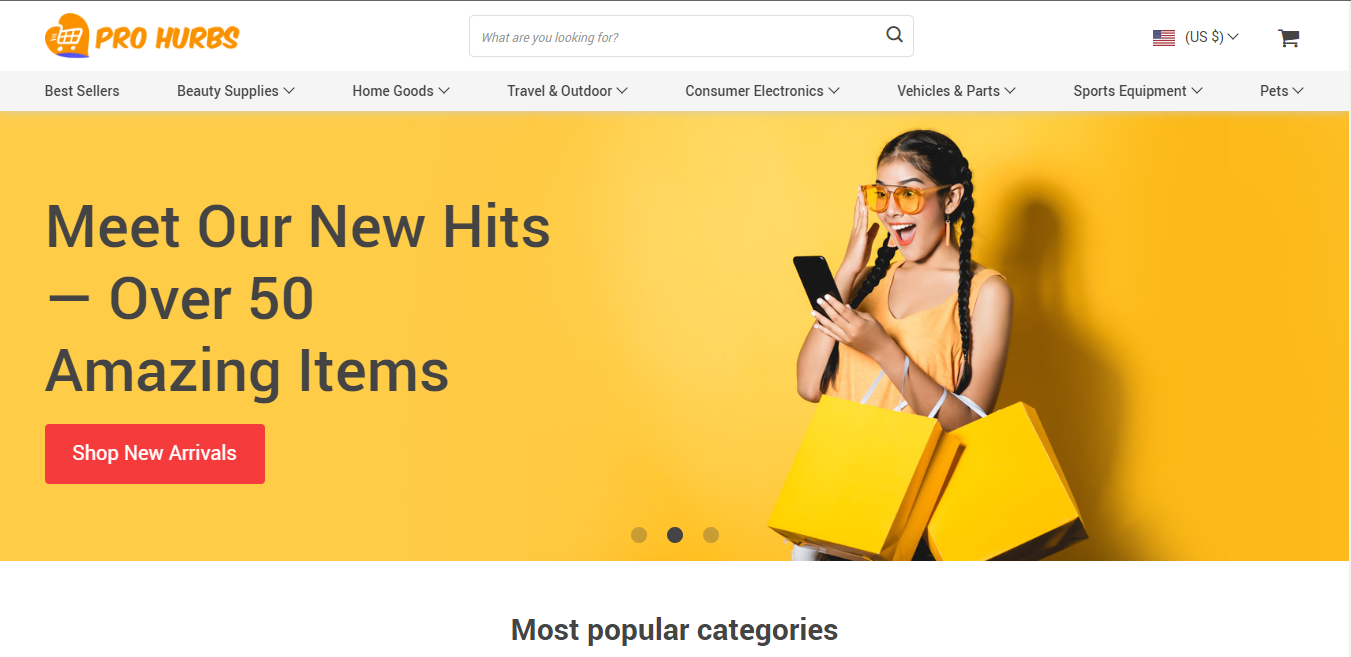 PRO HURBS
What are you looking for?
(US $)
Best Sellers
Beauty Supplies
Home Goods
Travel & Outdoor
Consumer Electronics
Vehicles & Parts
Sports Equipment
Pets
Meet Our New Hits
— Over 50
Amazing Items
Shop New Arrivals
Most popular categories